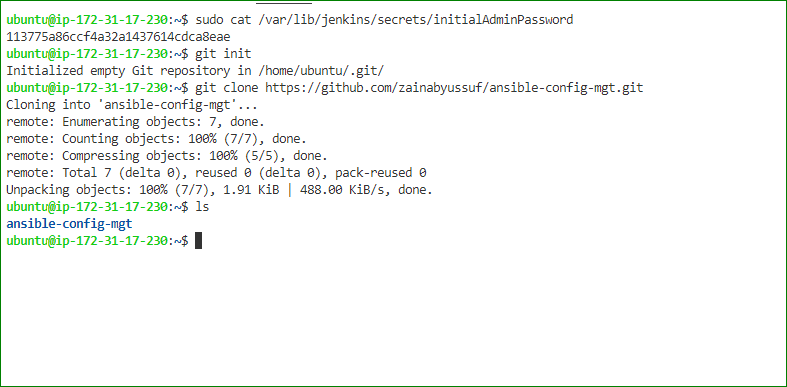 ubuntu@ip-172-31-17-230:~$ sudo cat /var/lib/jenkins/secrets/initialAdminPassword
113775a86ccf4a32a1437614cdca8eae
ubuntu@ip-172-31-17-230:~$ git init
Initialized empty Git repository in /home/ubuntu/.git/
ubuntu@ip-172-31-17-230:~$ git clone https://github.com/zainabyussuf/ansible-config-mgt.git
Cloning into 'ansible-config-mgt'...
remote: Enumerating objects: 7, done.
remote: Counting objects: 100% (7/7), done.
remote: Compressing objects: 100% (5/5), done.
remote: Total 7 (delta 0), reused 0 (delta 0), pack-reused 0
Unpacking objects: 100% (7/7), 1.91 KiB | 488.00 KiB/s, done.
ubuntu@ip-172-31-17-230:~$ ls
ansible-config-mgt
ubuntu@ip-172-31-17-230:~$